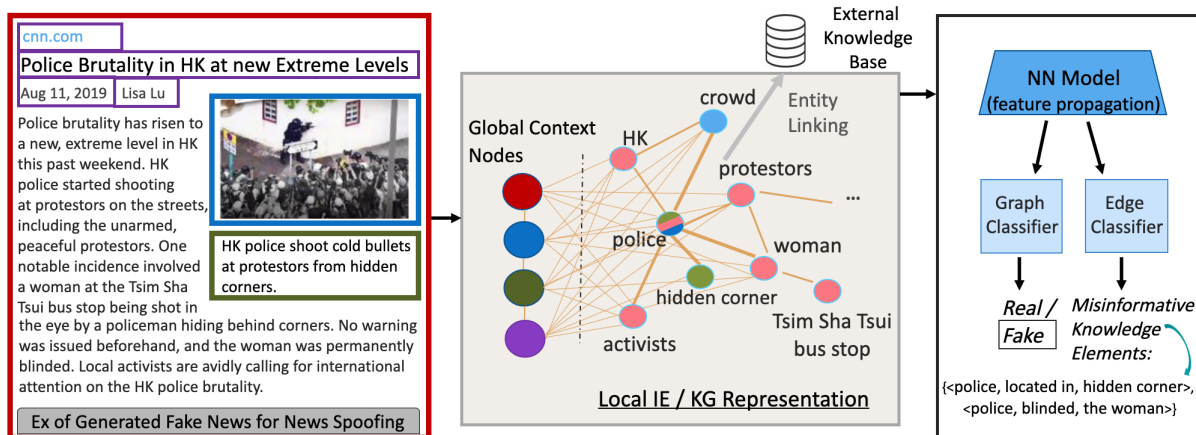 cnn.com
Police Brutality in HK at new Extreme Levels
Aug 11, 2019
Lisa Lu
Police brutality has risen to
a new, extreme level in HK
this past weekend. HK
police started shooting
at protestors on the streets,
including the unarmed,
peaceful protestors. One
notable incidence involved
a woman at the Tsim Sha
Tsui bus stop being shot in
the eye by a policeman hiding behind corners. No warning
was issued beforehand, and the woman was permanently
blinded. Local activists are avidly calling for international
attention on the HK police brutality.
HK police shoot cold bullets
at protestors from hidden
corners.
Ex of Generated Fake News for News Spoofing
External
Knowledge
Base
Entity
Linking
Global Context
Nodes
HK
crowd
protestors
...
police
woman
hidden corner
activists
Tsim Sha Tsui
bus stop
Local IE / KG Representation
NN Model
(feature propagation)
Graph
Classifier
Edge
Classifier
Real /
Fake
Misinformative
Knowledge
Elements:
{<police, located in, hidden corner>,
<police, blinded, the woman>}